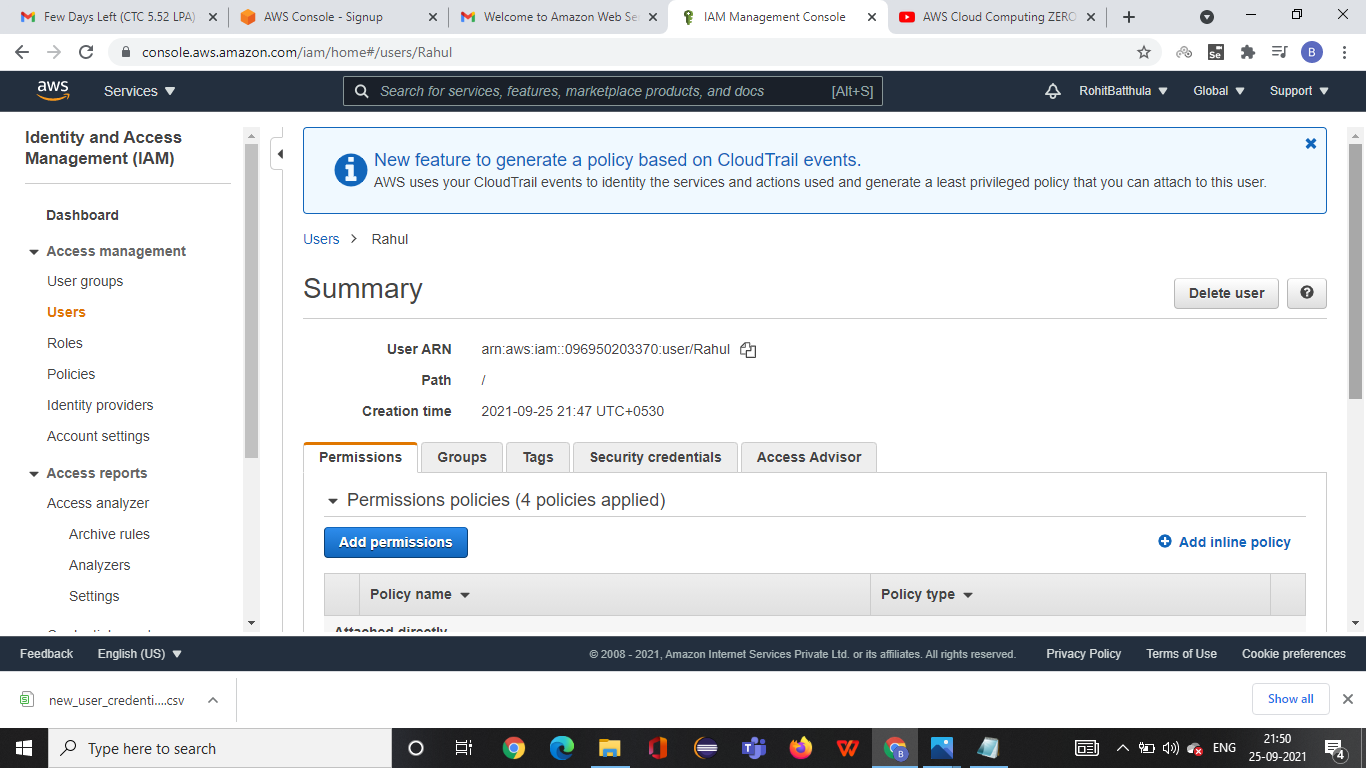 Few Days Left (CTC 5.52 LPA)
AWS Console - Signup
Welcome to Amazon Web Se
IAM Management Console
AWS Cloud Computing ZERO
console.aws.amazon.com/iam/home#/users/Rahul
Se
B
aws
Services
Search for services, features, marketplace products, and docs
[Alt+S]
RohitBatthula
Global
Support
Identity and Access
Management (IAM)
Dashboard
Access management
User groups
Users
Roles
Policies
Identity providers
Account settings
Access reports
Access analyzer
Archive rules
Analyzers
Settings
New feature to generate a policy based on CloudTrail events.
AWS uses your CloudTrail events to identify the services and actions used and generate a least privileged policy that you can attach to this user.
Users > Rahul
Summary
Delete user
?
User ARN arn:aws:iam::096950203370:user/Rahul
Path /
Creation time 2021-09-25 21:47 UTC+0530
Permissions
Groups
Tags
Security credentials
Access Advisor
Permissions policies (4 policies applied)
Add permissions
Add inline policy
Policy name
Policy type
Attached directly
Feedback
English (US)
© 2008 - 2021, Amazon Internet Services Private Ltd. or its affiliates. All rights reserved.
Privacy Policy
Terms of Use
Cookie preferences
new_user_credenti....csv
Show all
Type here to search
ENG
21:50
25-09-2021
4